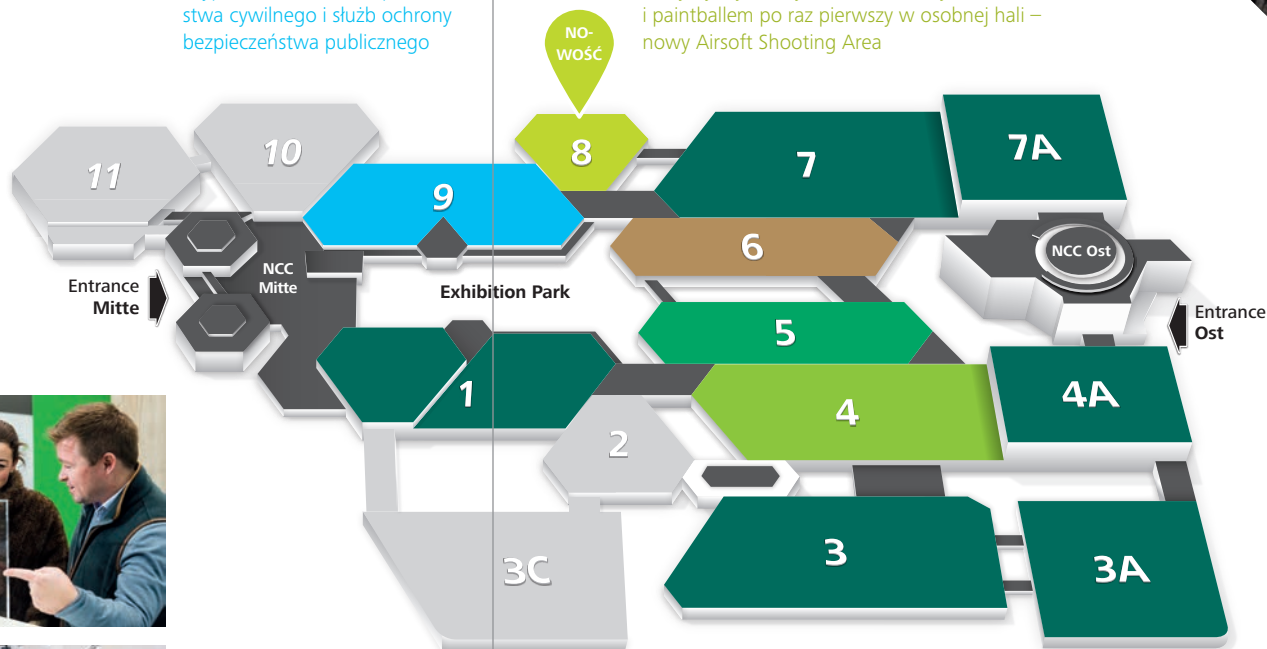 stwa cywilnego i służb ochrony
bezpieczeństwa publicznego
i paintballem po raz pierwszy w osobnej hali –
nowy Airsoft Shooting Area
NO-
WOŚĆ
11
10
9
8
7
7A
6
NCC Ost
NCC
Mitte
Entrance
Mitte
Exhibition Park
Entrance
Ost
5
1
4
4A
2
3
3A
3C